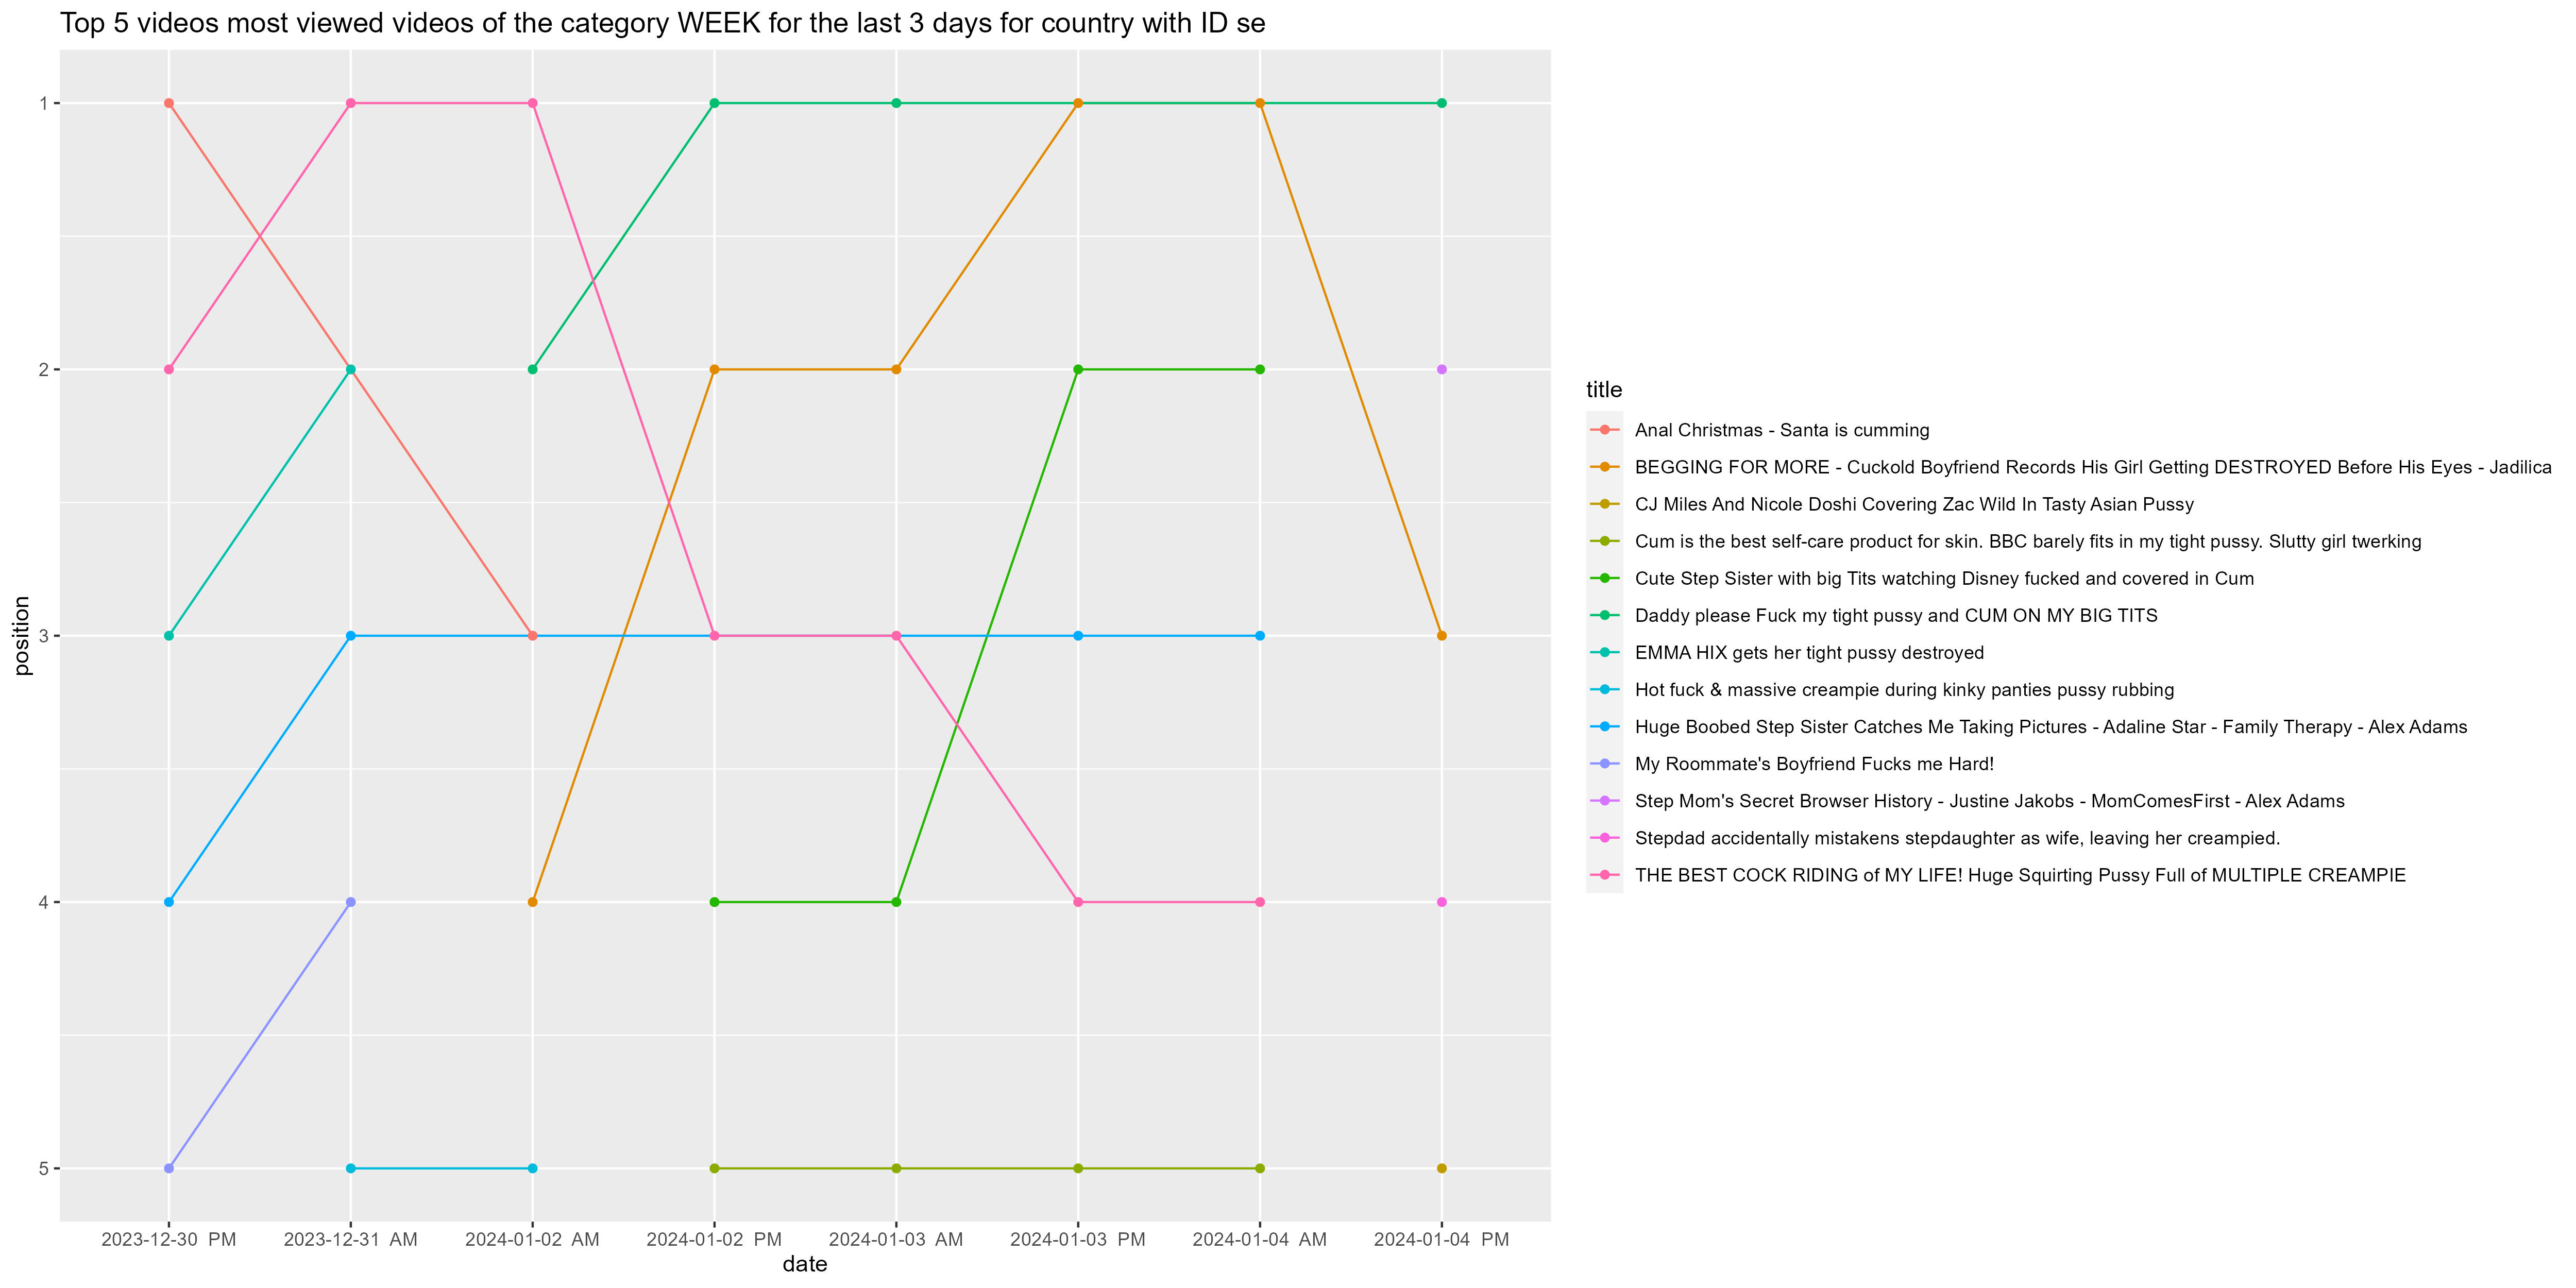 Top 5 videos most viewed videos of the category WEEK for the last 3 days for country with ID se
1
2
3
4
5
position
2023-12-30 PM
2023-12-31 AM
2024-01-02 AM
2024-01-02 PM
2024-01-03 AM
2024-01-03 PM
2024-01-04 AM
2024-01-04 PM
date
title
Anal Christmas - Santa is cumming
BEGGING FOR MORE - Cuckold Boyfriend Records His Girl Getting DESTROYED Before His Eyes - Jadilica
CJ Miles And Nicole Doshi Covering Zac Wild In Tasty Asian Pussy
Cum is the best self-care product for skin. BBC barely fits in my tight pussy. Slutty girl twerking
Cute Step Sister with big Tits watching Disney fucked and covered in Cum
Daddy please Fuck my tight pussy and CUM ON MY BIG TITS
EMMA HIX gets her tight pussy destroyed
Hot fuck & massive creampie during kinky panties pussy rubbing
Huge Boobed Step Sister Catches Me Taking Pictures - Adaline Star - Family Therapy - Alex Adams
My Roommate's Boyfriend Fucks me Hard!
Step Mom's Secret Browser History - Justine Jakobs - MomComesFirst - Alex Adams
Stepdad accidentally mistakens stepdaughter as wife, leaving her creampied.
THE BEST COCK RIDING of MY LIFE! Huge Squirting Pussy Full of MULTIPLE CREAMPIE